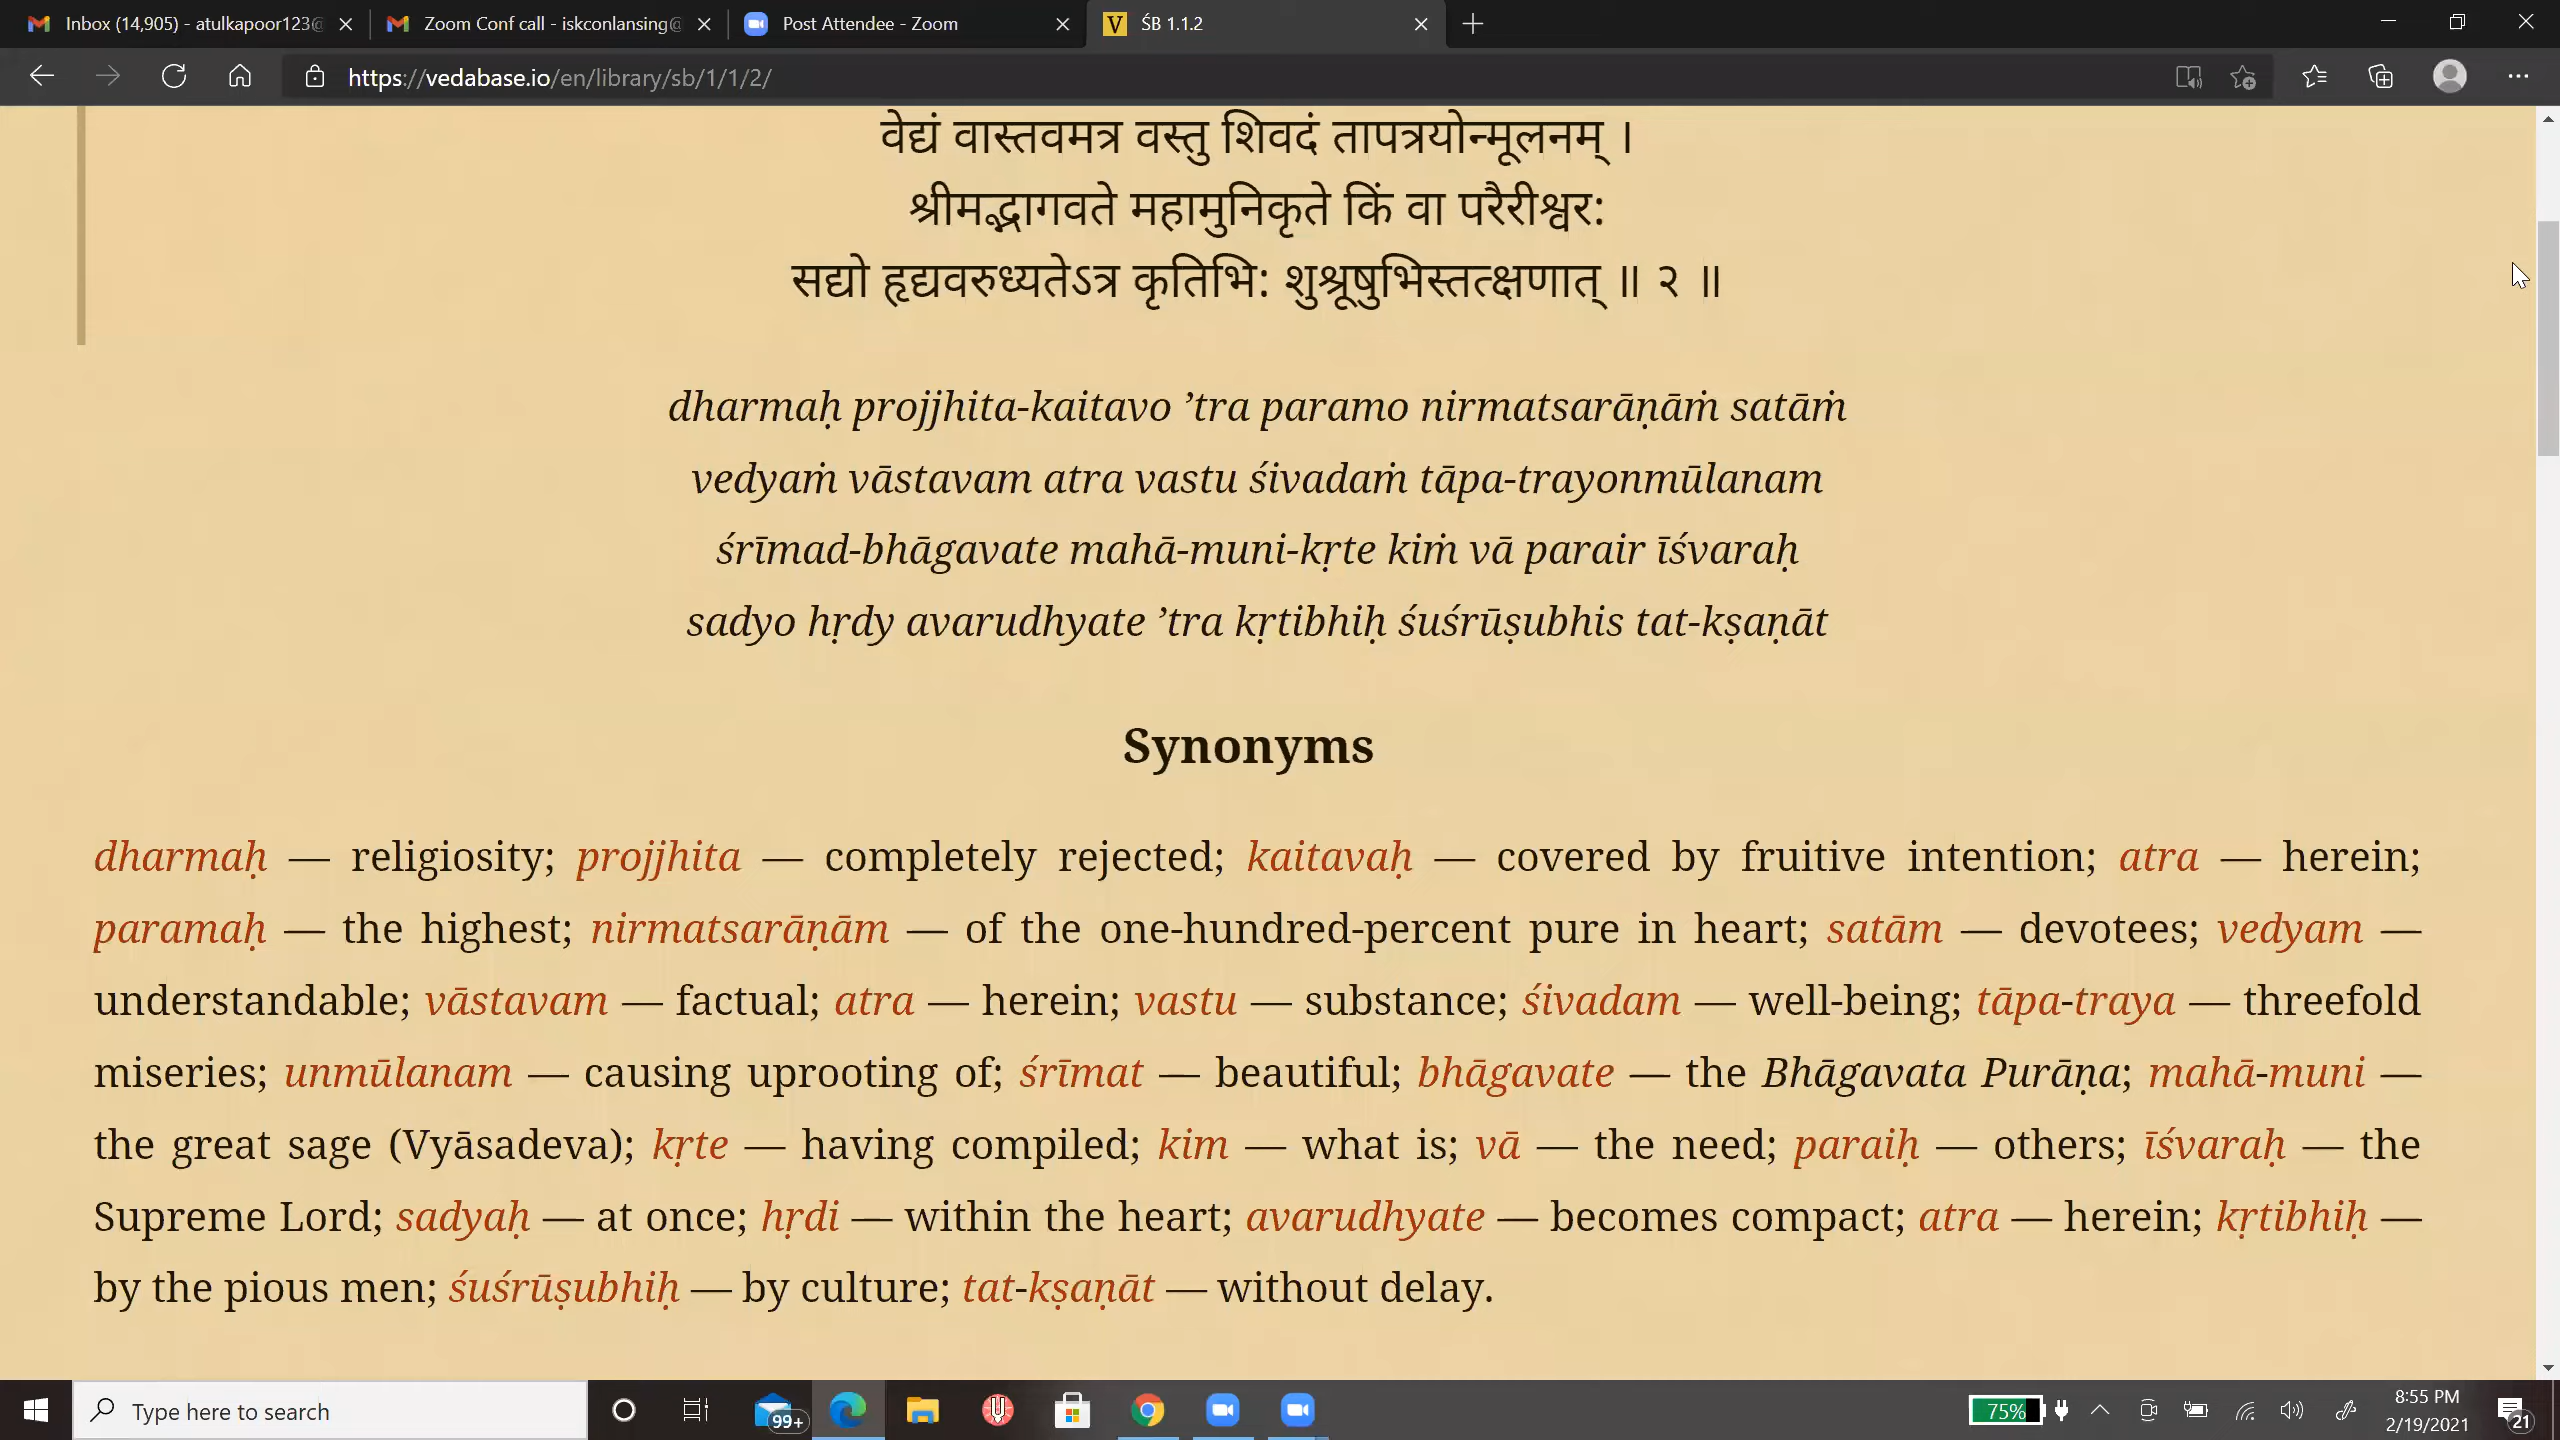 Inbox (14,905) - atulkapoor123@
Zoom Conf call - iskconlansing@
Post Attendee - Zoom
V ŚB 1.1.2
https://vedabase.io/en/library/sb/1/1/2/
वेद्यं वास्तवमत्र वस्तु शिवदं तापत्रयोन्मूलनम् ।
श्रीमद्भागवते महामुनिकृते किं वा परैरीश्वर:
सद्यो हृद्यवरुध्यतेऽत्र कृतिभि: शुश्रूषुभिस्तत्क्षणात् ॥ २ ॥
dharmaḥ projjhita-kaitavo ’tra paramo nirmatsarāṇāṁ satāṁ
vedyaṁ vāstavam atra vastu śivadaṁ tāpa-trayonmūlanam
śrīmad-bhāgavate mahā-muni-kṛte kiṁ vā parair īśvaraḥ
sadyo hṛdy avarudhyate ’tra kṛtibhiḥ śuśrūṣubhis tat-kṣaṇāt
Synonyms
dharmaḥ — religiosity; projjhita — completely rejected; kaitavaḥ — covered by fruitive intention; atra — herein;
paramaḥ — the highest; nirmatsarāṇām — of the one-hundred-percent pure in heart; satām — devotees; vedyam —
understandable; vāstavam — factual; atra — herein; vastu — substance; śivadam — well-being; tāpa-traya — threefold
miseries; unmūlanam — causing uprooting of; śrīmat — beautiful; bhāgavate — the Bhāgavata Purāṇa; mahā-muni —
the great sage (Vyāsadeva); kṛte — having compiled; kim — what is; vā — the need; paraiḥ — others; īśvaraḥ — the
Supreme Lord; sadyaḥ — at once; hṛdi — within the heart; avarudhyate — becomes compact; atra — herein; kṛtibhiḥ —
by the pious men; śuśrūṣubhiḥ — by culture; tat-kṣaṇāt — without delay.
Type here to search
99+
75%
8:55 PM
2/19/2021
21